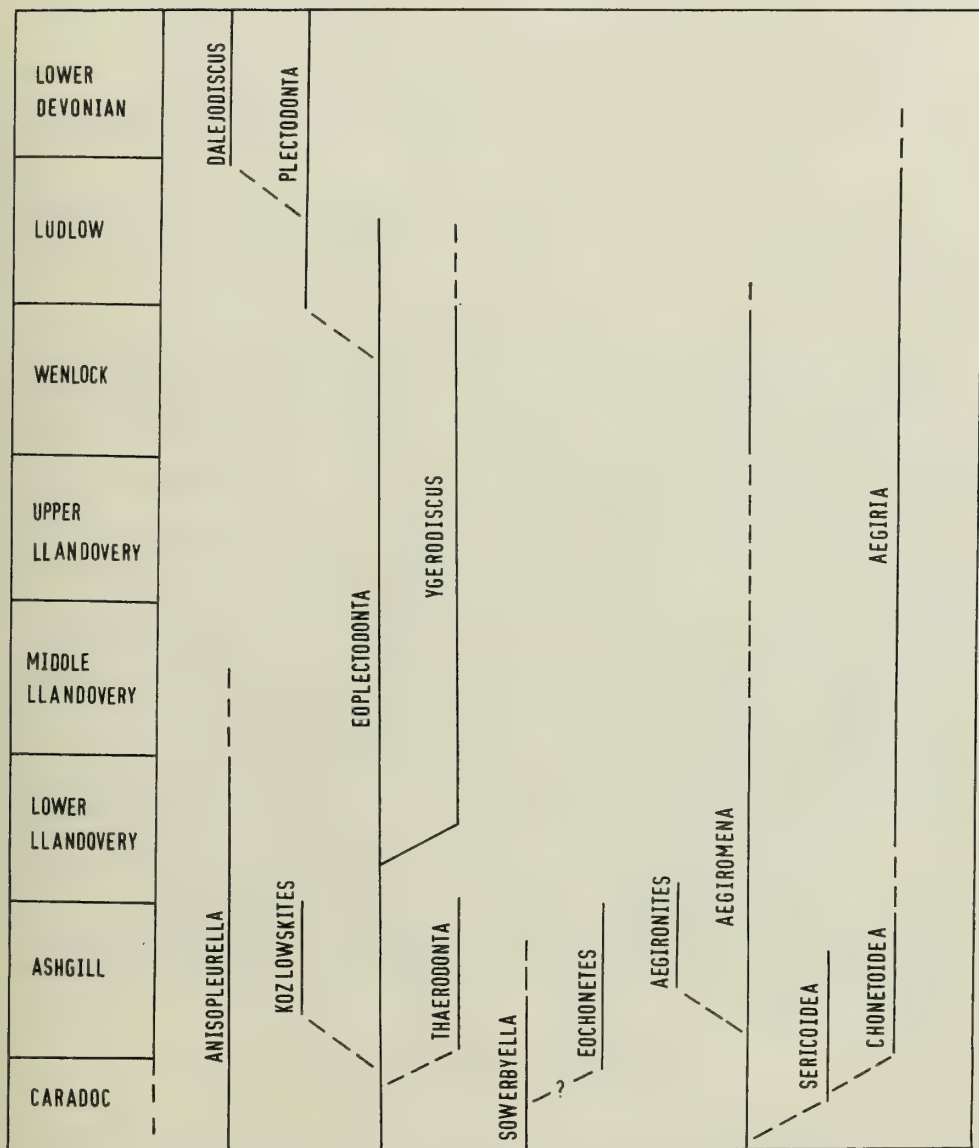 LOWER
DEVONIAN
LUDLOW
WENLOCK
UPPER
LLANDOVERY
MIDDLE
LLANDOVERY
LOWER
LLANDOVERY
ASHGILL
CARADOC
DALEJODISCUS
PLECTODONTA
EOPLECTODONTA
YGERODISCUS
ANISOPLEURELLA
KOZLOWSKITES
THAERODONTA
SOWERBYELLA
?
EOCHONETES
AEGIRONITES
AEGIROMENA
SERICOIDEA
CHONETOIDEA
AEGIRIA